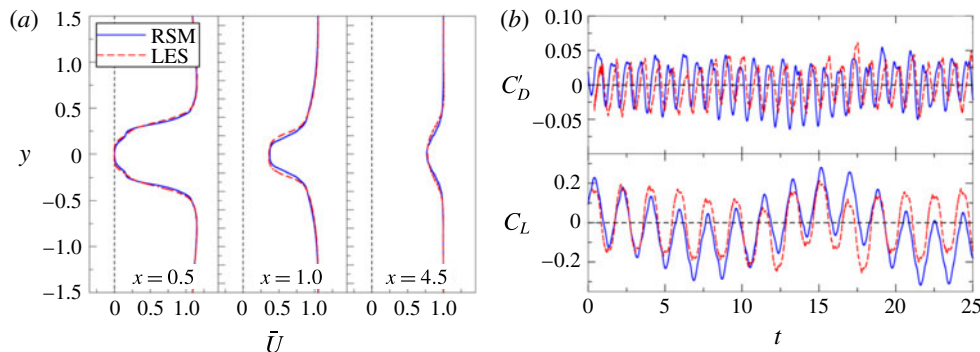 (a)
RSM
LES
1.5
1.0
0.5
0
−0.5
−1.0
−1.5
y
x = 0.5
x = 1.0
x = 4.5
0 0.5 1.0 0 0.5 1.0 0 0.5 1.0
Ū
(b)
0.10
0.05
0
−0.05
C′D
0.2
0
−0.2
CL
0 5 10 15 20 25
t